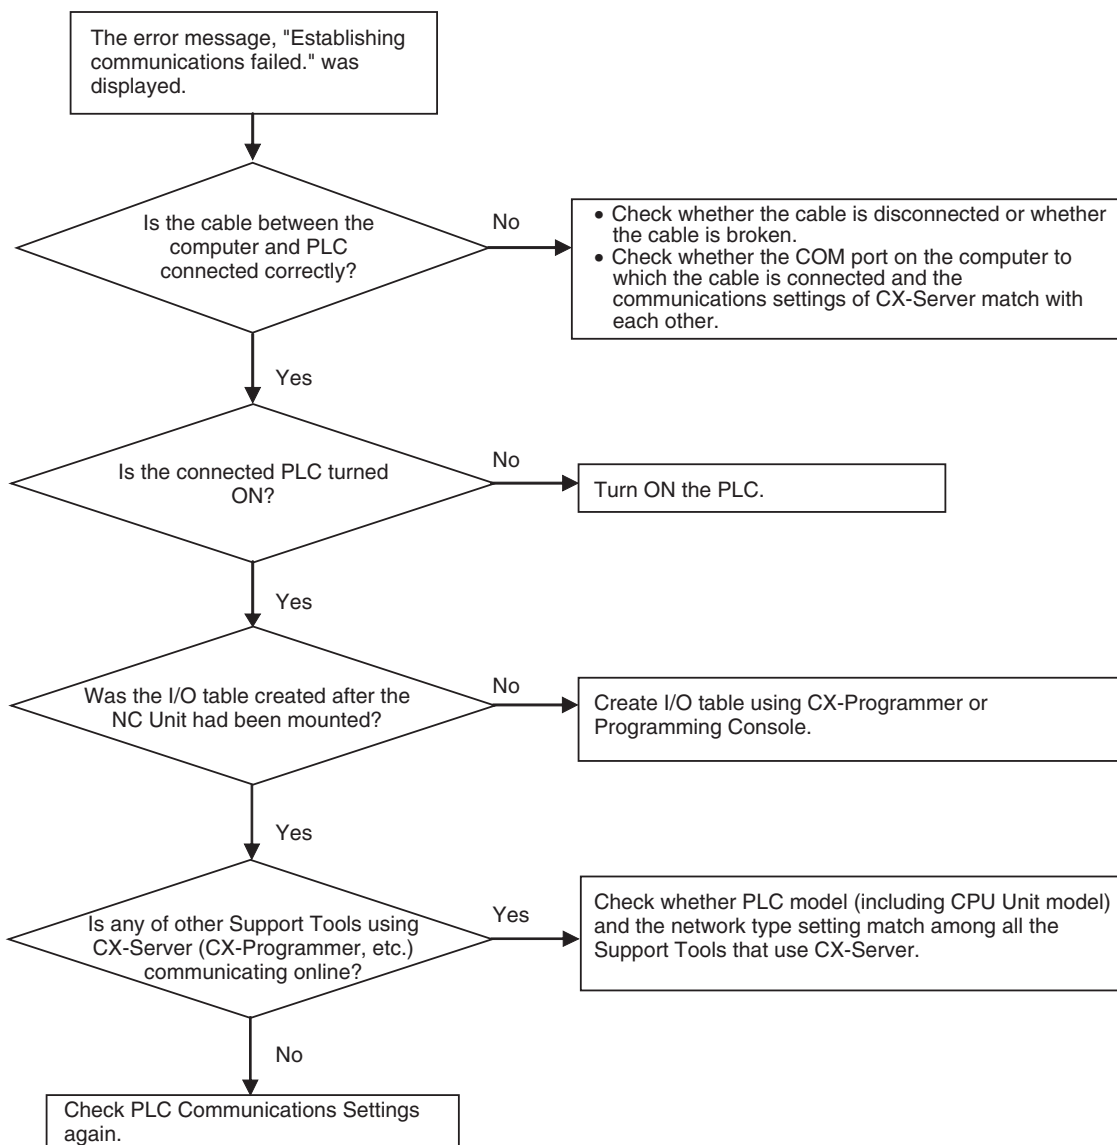 The error message, "Establishing
communications failed." was
displayed.
Is the cable between the
computer and PLC
connected correctly?
No
• Check whether the cable is disconnected or whether
the cable is broken.
• Check whether the COM port on the computer to
which the cable is connected and the
communications settings of CX-Server match with
each other.
Yes
Is the connected PLC turned
ON?
No
Turn ON the PLC.
Yes
Was the I/O table created after the
NC Unit had been mounted?
No
Create I/O table using CX-Programmer or
Programming Console.
Yes
Is any of other Support Tools using
CX-Server (CX-Programmer, etc.)
communicating online?
Yes
Check whether PLC model (including CPU Unit model)
and the network type setting match among all the
Support Tools that use CX-Server.
No
Check PLC Communications Settings
again.